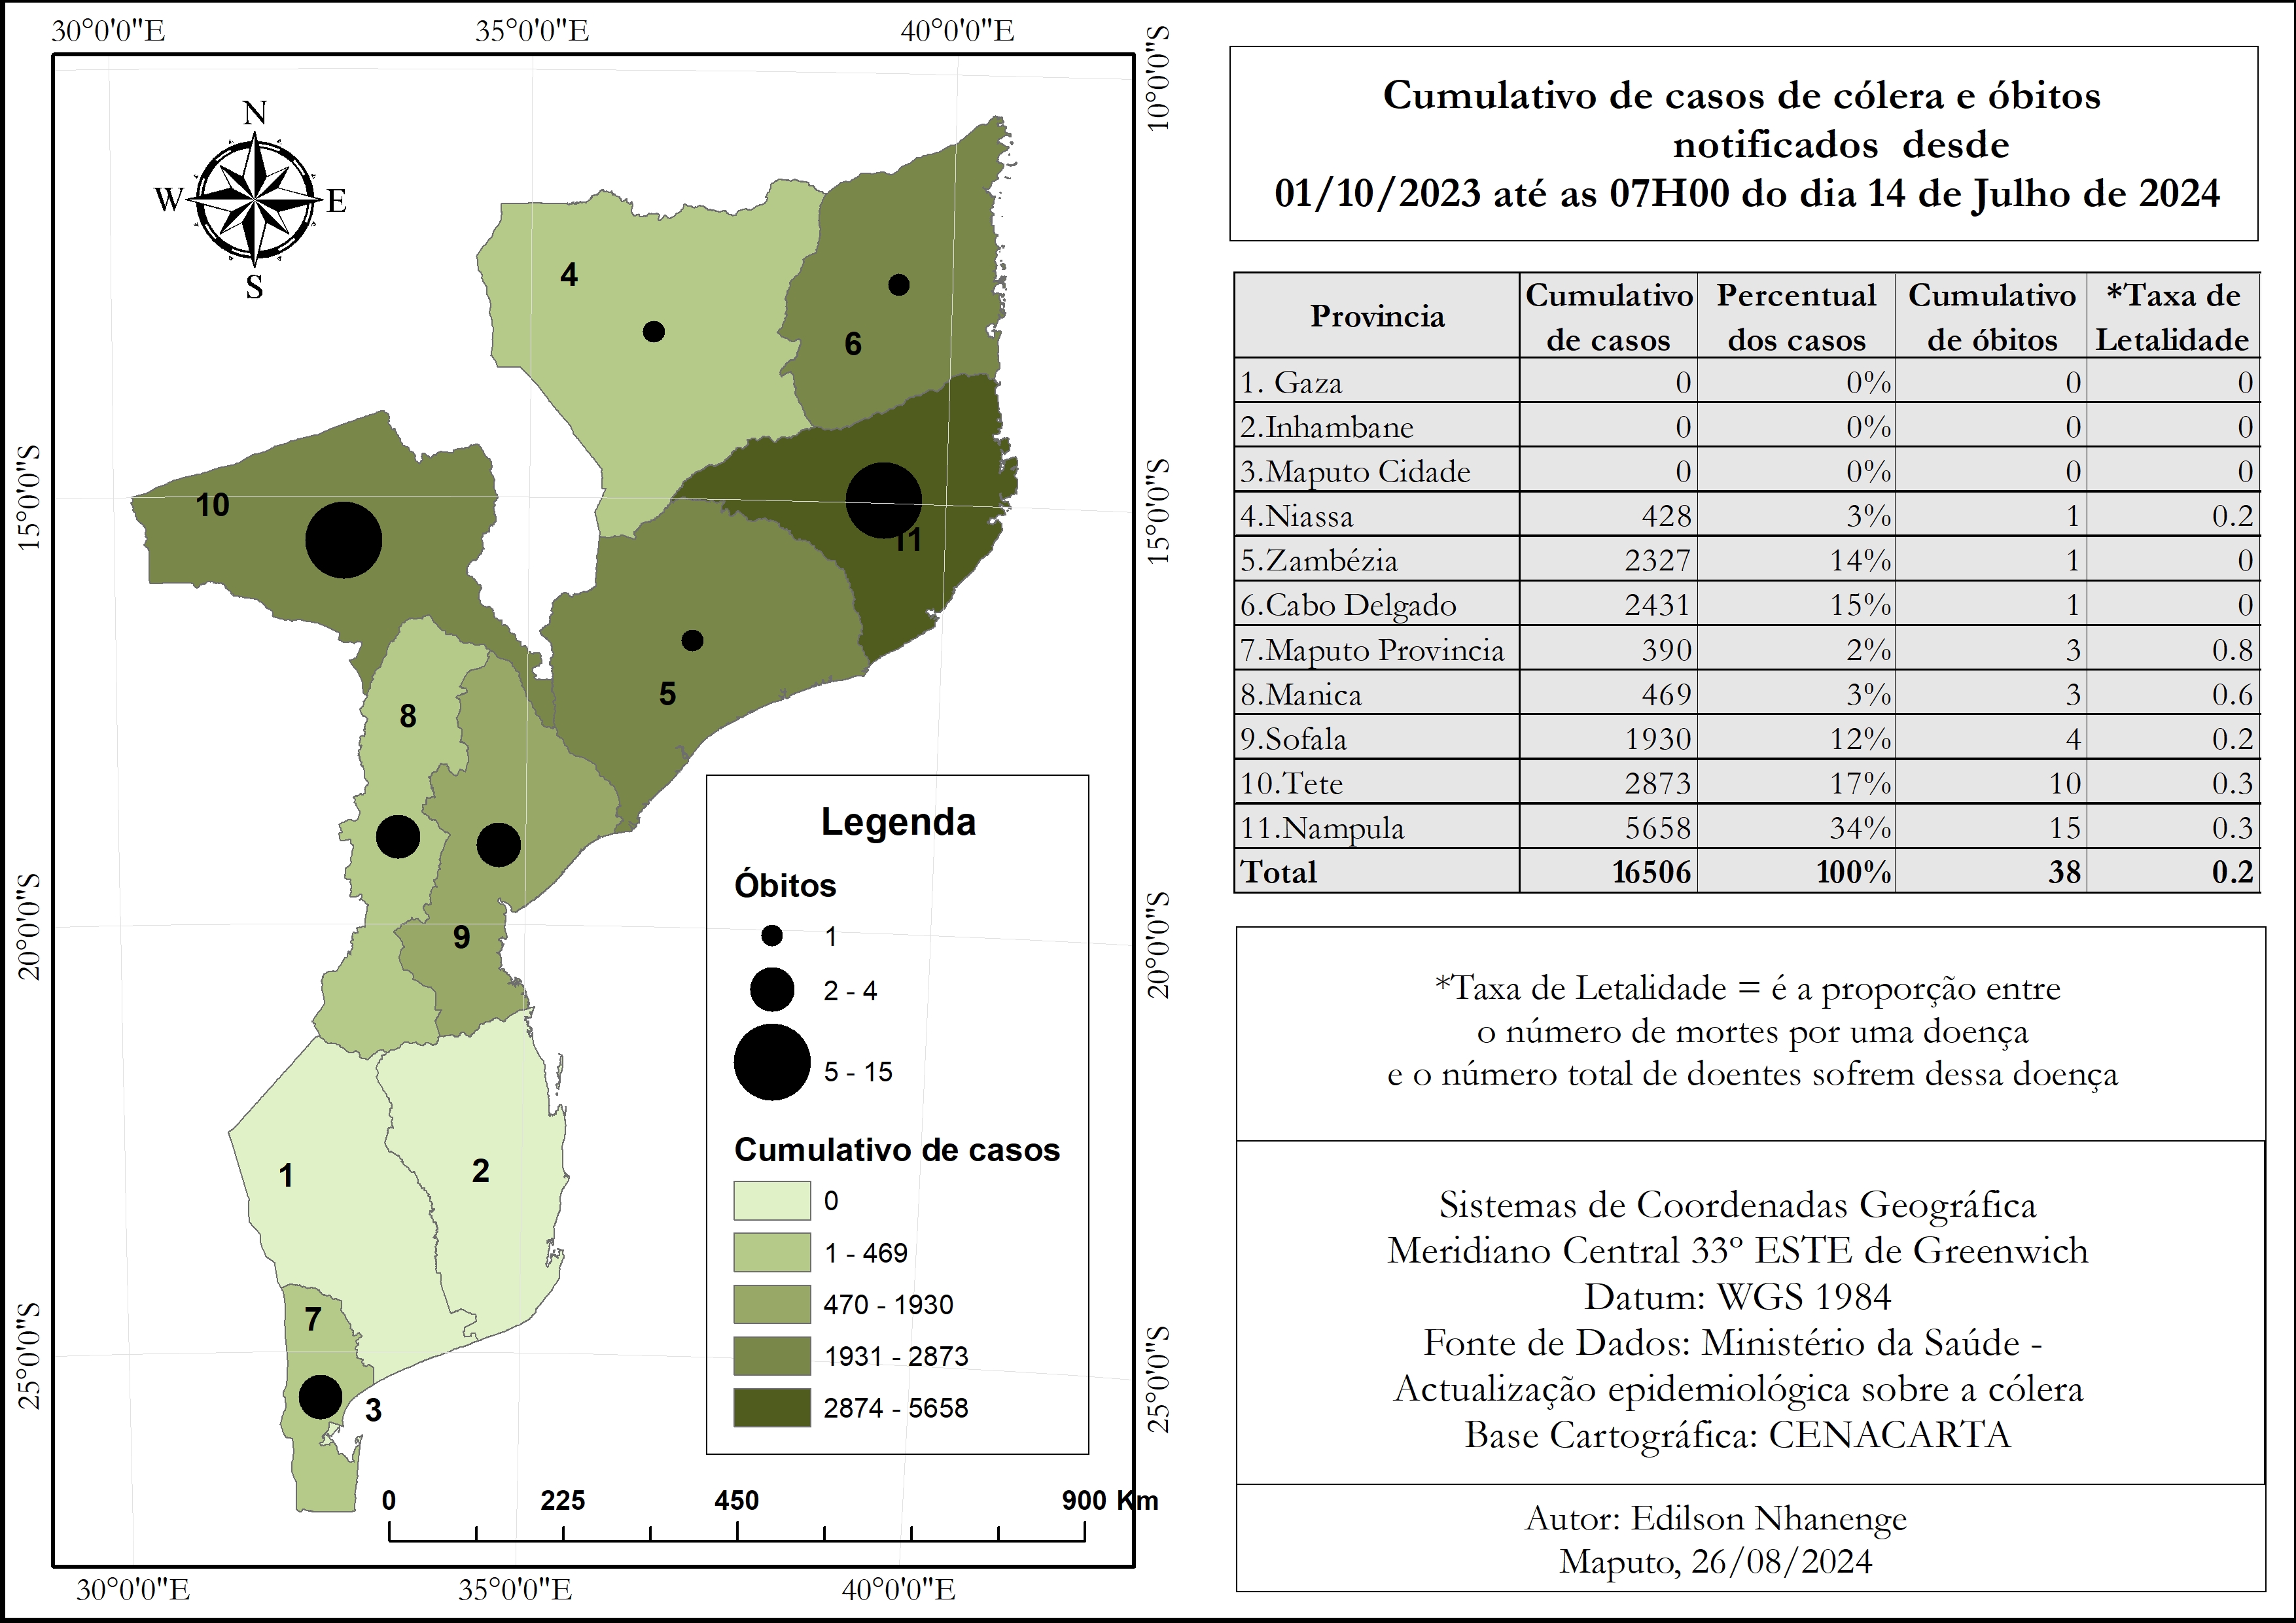 30°0'0"E 35°0'0"E 40°0'0"E
10°0'0"S
15°0'0"S 15°0'0"S
20°0'0"S 20°0'0"S
25°0'0"S 25°0'0"S
30°0'0"E 35°0'0"E 40°0'0"E
N
W E
S
4
6
10
11
5
8
9
1
2
7
3
Legenda
Óbitos
1
2 - 4
5 - 15
Cumulativo de casos
0
1 - 469
470 - 1930
1931 - 2873
2874 - 5658
0 225 450 900 Km
Cumulativo de casos de cólera e óbitos
notificados desde
01/10/2023 até as 07H00 do dia 14 de Julho de 2024
Provincia Cumulativo de casos Percentual dos casos Cumulativo de óbitos *Taxa de Letalidade
1. Gaza 0 0% 0 0
2.Inhambane 0 0% 0 0
3.Maputo Cidade 0 0% 0 0
4.Niassa 428 3% 1 0.2
5.Zambézia 2327 14% 1 0
6.Cabo Delgado 2431 15% 1 0
7.Maputo Provincia 390 2% 3 0.8
8.Manica 469 3% 3 0.6
9.Sofala 1930 12% 4 0.2
10.Tete 2873 17% 10 0.3
11.Nampula 5658 34% 15 0.3
Total 16506 100% 38 0.2
*Taxa de Letalidade = é a proporção entre
o número de mortes por uma doença
e o número total de doentes sofrem dessa doença
Sistemas de Coordenadas Geográfica
Meridiano Central 33º ESTE de Greenwich
Datum: WGS 1984
Fonte de Dados: Ministério da Saúde -
Actualização epidemiológica sobre a cólera
Base Cartográfica: CENACARTA
Autor: Edilson Nhanenge
Maputo, 26/08/2024